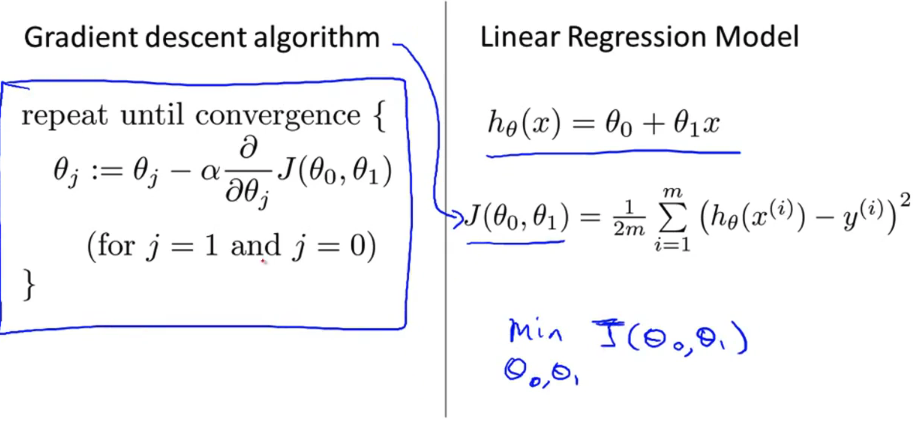 Gradient descent algorithm
repeat until convergence {
θ_j := θ_j − α ∂/∂θ_j J(θ_0, θ_1)
(for j = 1 and j = 0)
}
Linear Regression Model
h_θ(x) = θ_0 + θ_1x
J(θ_0, θ_1) = 1/2m ∑_{i=1}^{m} (h_θ(x^{(i)}) − y^{(i)})^2
min J(θ_0, θ_1)
θ_0, θ_1